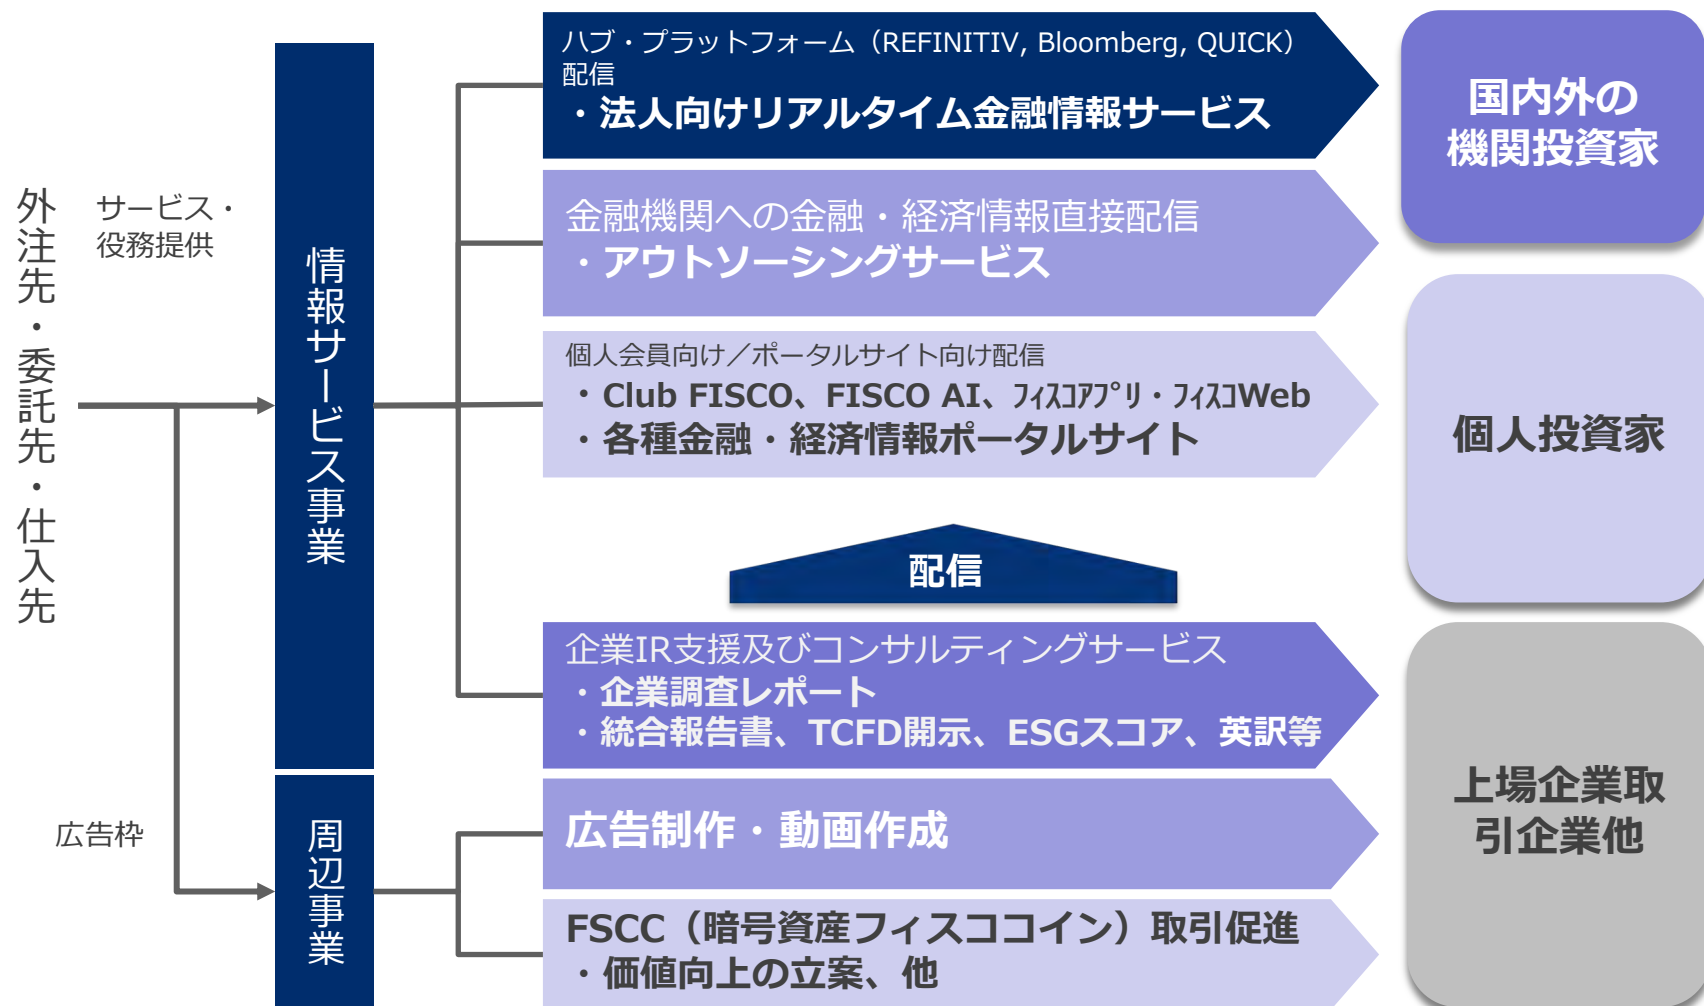 外注先・委託先・仕入先
サービス・
役務提供
広告枠
情報サービス事業
周辺事業
ハブ・プラットフォーム（REFINITIV, Bloomberg, QUICK）
配信
・法人向けリアルタイム金融情報サービス
金融機関への金融・経済情報直接配信
・アウトソーシングサービス
個人会員向け／ポータルサイト向け配信
・Club FISCO、FISCO AI、ﾌｨｽｺｱﾌﾟﾘ・ﾌｨｽｺWeb
・各種金融・経済情報ポータルサイト
配信
企業IR支援及びコンサルティングサービス
・企業調査レポート
・統合報告書、TCFD開示、ESGスコア、英訳等
広告制作・動画作成
FSCC（暗号資産フィスココイン）取引促進
・価値向上の立案、他
国内外の
機関投資家
個人投資家
上場企業取
引企業他